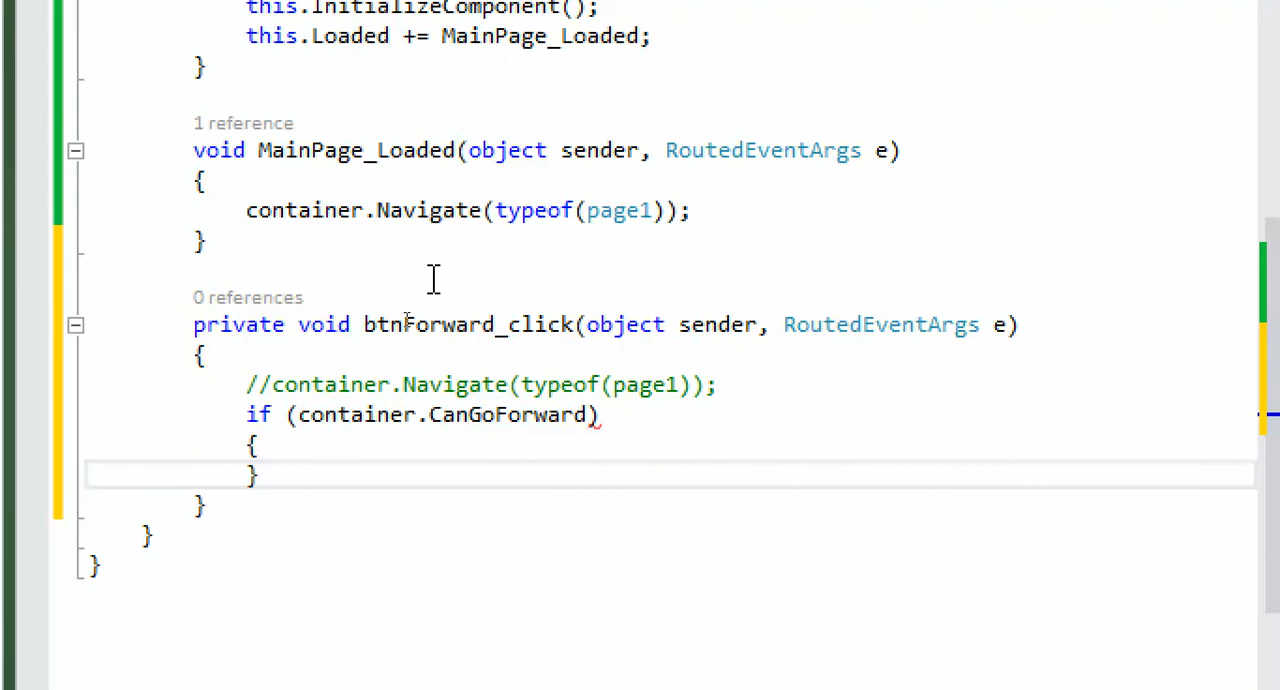 this.InitializeComponent();
this.Loaded += MainPage_Loaded;
}
1 reference
void MainPage_Loaded(object sender, RoutedEventArgs e)
{
container.Navigate(typeof(page1));
}
0 references
private void btnForward_click(object sender, RoutedEventArgs e)
{
//container.Navigate(typeof(page1));
if (container.CanGoForward)
{
}
}
}
}